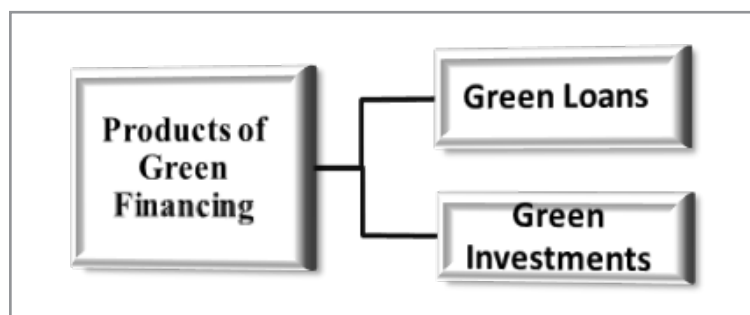 Products of
Green
Financing
Green Loans
Green
Investments